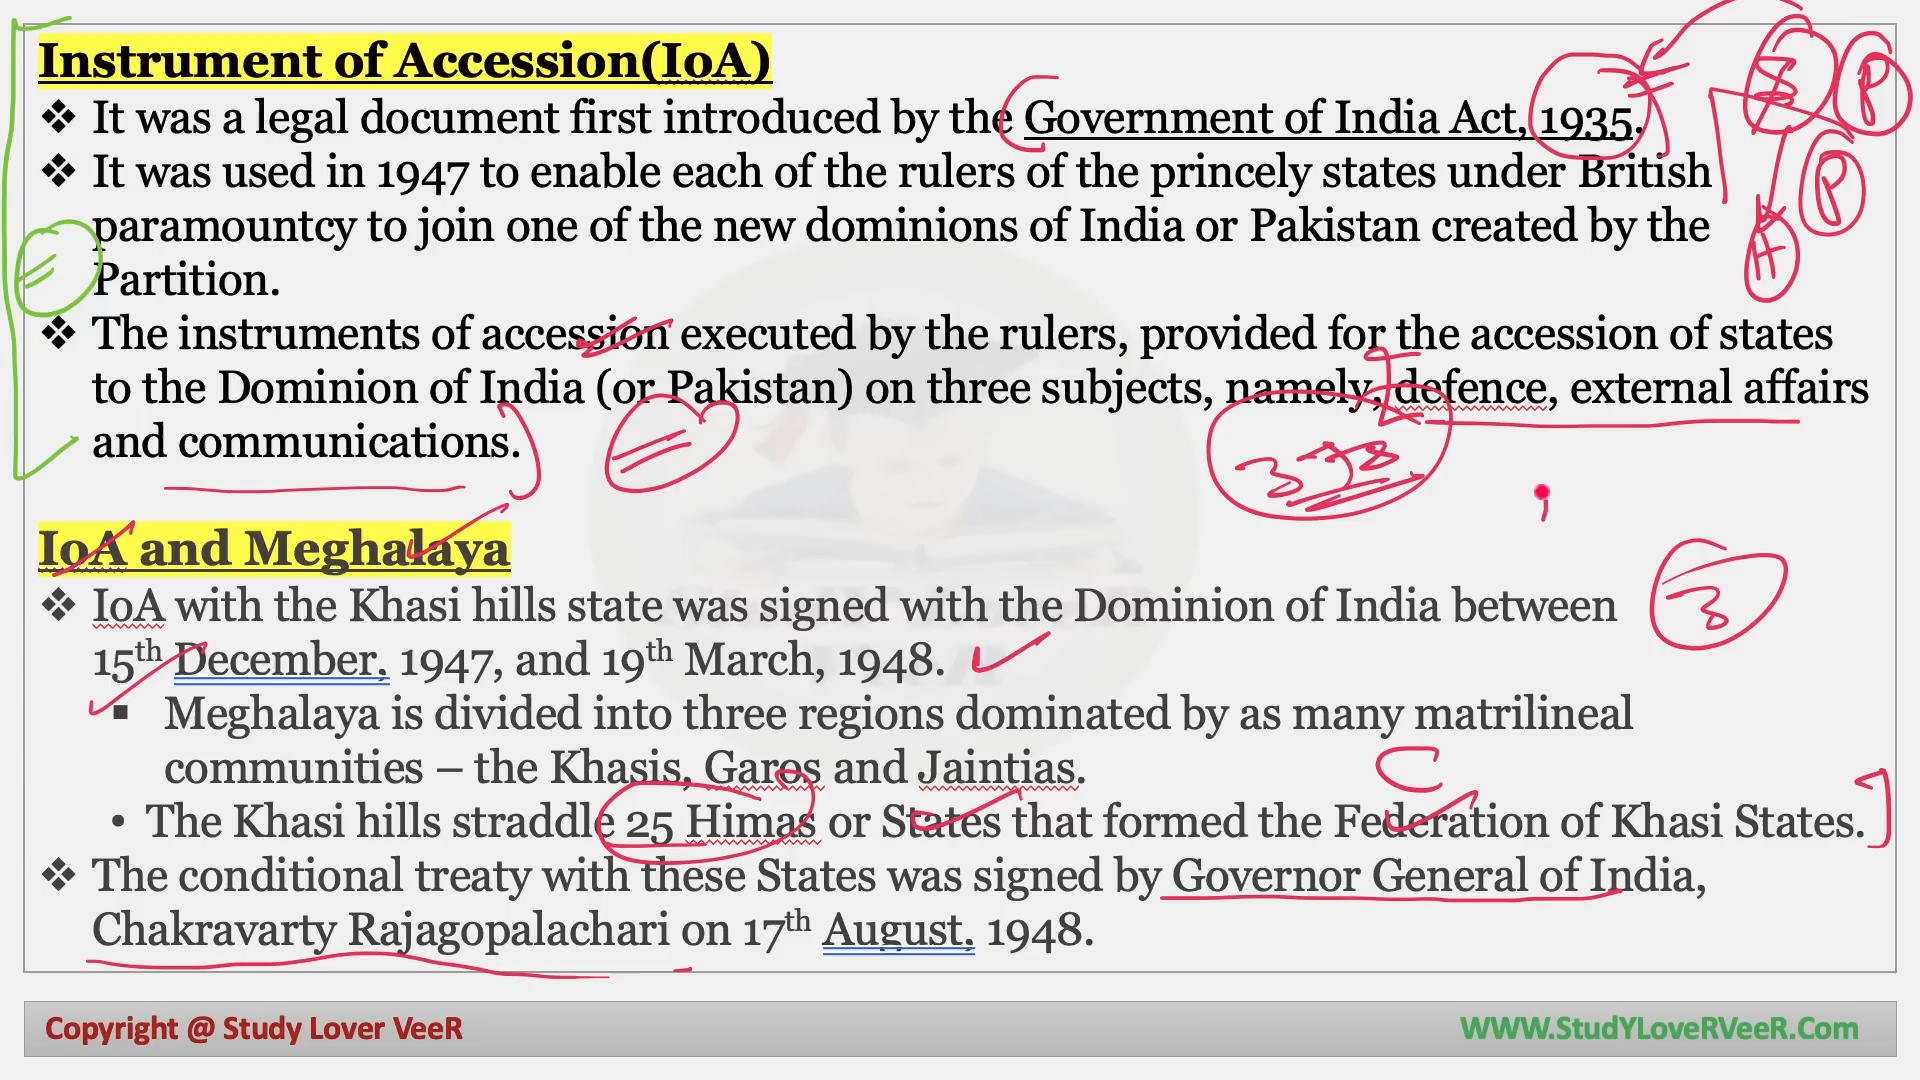 Instrument of Accession(IoA)
❖ It was a legal document first introduced by the Government of India Act, 1935.
❖ It was used in 1947 to enable each of the rulers of the princely states under British
paramountcy to join one of the new dominions of India or Pakistan created by the
Partition.
❖ The instruments of accession executed by the rulers, provided for the accession of states
to the Dominion of India (or Pakistan) on three subjects, namely, defence, external affairs
and communications.
IoA and Meghalaya
❖ IoA with the Khasi hills state was signed with the Dominion of India between
15th December, 1947, and 19th March, 1948.
▪ Meghalaya is divided into three regions dominated by as many matrilineal
communities – the Khasis, Garos and Jaintias.
• The Khasi hills straddle 25 Himas or States that formed the Federation of Khasi States.
❖ The conditional treaty with these States was signed by Governor General of India,
Chakravarty Rajagopalachari on 17th August, 1948.
Copyright @ Study Lover VeeR
WWW.StudYLoveRVeeR.Com